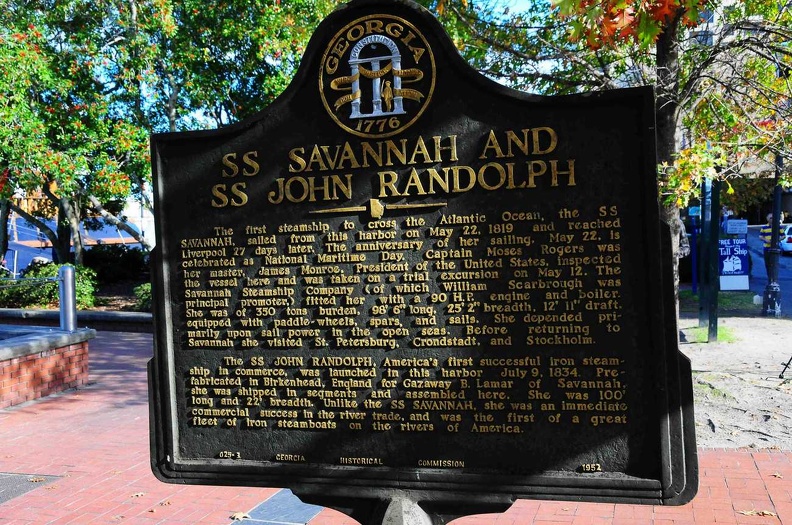 GEORGIA
1776
SS SAVANNAH AND
SS JOHN RANDOLPH
The first steamship to cross the Atlantic Ocean, the SS
SAVANNAH, sailed from this harbor on May 22, 1819 and reached
Liverpool 27 days later. The anniversary of her sailing, May 22, is
celebrated as National Maritime Day. Captain Moses Rogers was
her master. James Monroe, President of the United States, inspected
the vessel here and was taken on a trial excursion on May 12. The
Savannah Steamship Company (of which William Scarbrough was
principal promoter) fitted her with a 90 H.P. engine and boiler.
She was of 350 tons burden, 98' 6" long, 25' 2" breadth, 12' 11" draft.
equipped with paddle-wheels, spars, and sails. She depended pri-
marily upon sail power in the open seas. Before returning to
Savannah she visited St. Petersburg, Crondstadt, and Stockholm.
The SS JOHN RANDOLPH, America's first successful iron steam-
ship in commerce, was launched in this harbor July 9, 1834. Pre-
fabricated in Birkenhead, England for Gazaway B. Lamar of Savannah,
she was shipped in segments and assembled here. She was 100'
long and 22' breadth. Unlike the SS SAVANNAH, she was an immediate
commercial success in the river trade, and was the first of a great
fleet of iron steamboats on the rivers of America.
025-1 GEORGIA HISTORICAL COMMISSION 1952
FREE TOUR
Tall
Ship